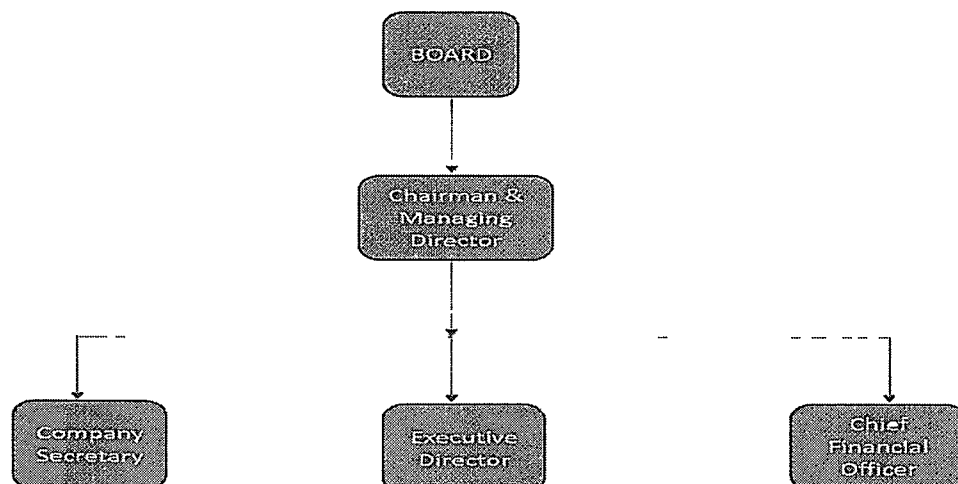 BOARD
Chairman &
Managing
Director
Company
Secretary
Executive
Director
Chief
Financial
Officer